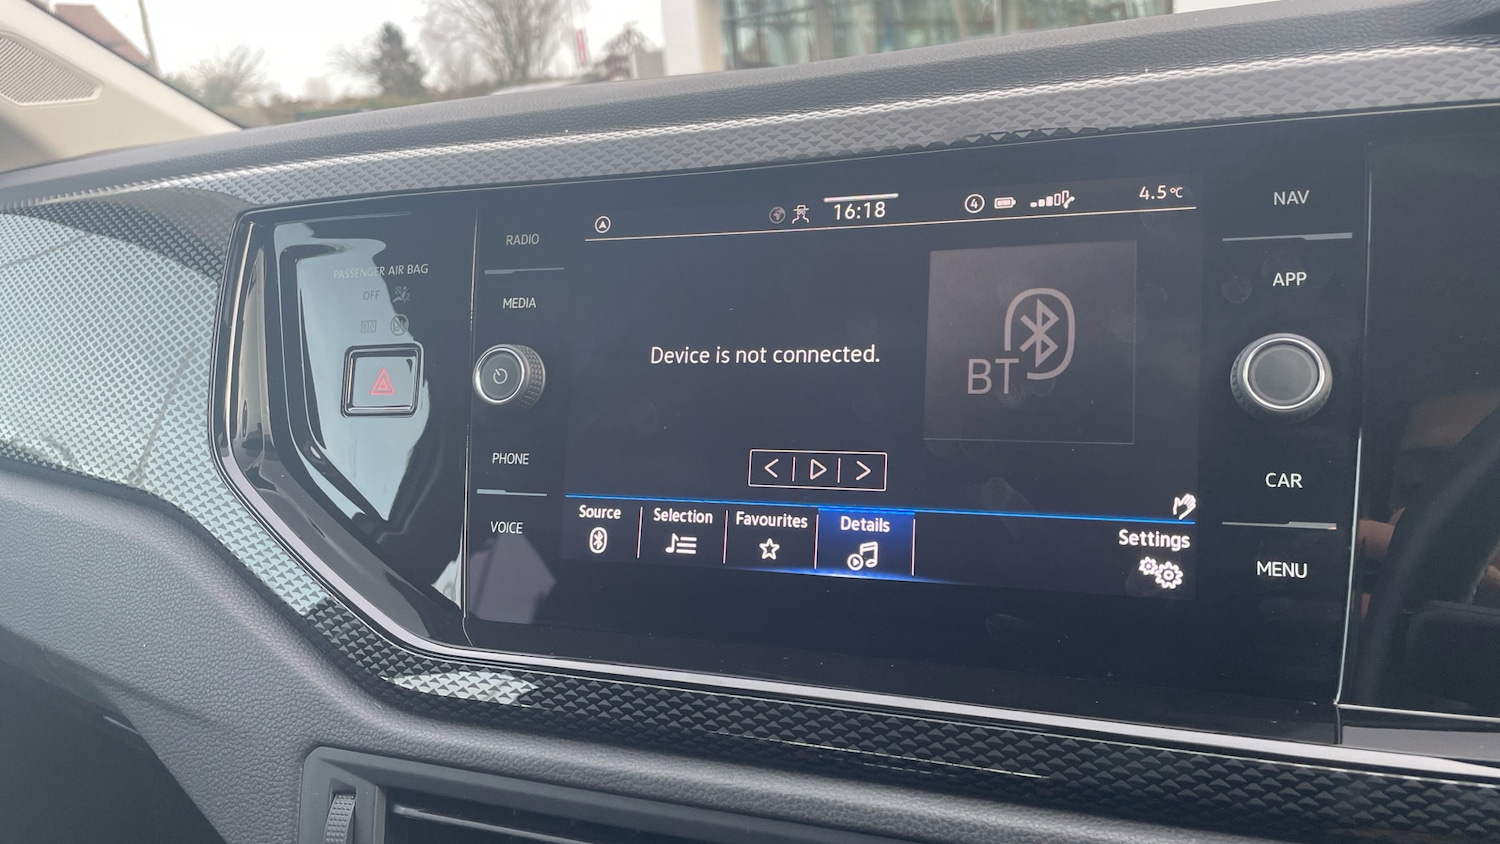 PASSENGER AIR BAG
OFF
RADIO
MEDIA
PHONE
VOICE
16:18
4
4.5°C
Device is not connected.
BT
Source
Selection
Favourites
Details
Settings
NAV
APP
CAR
MENU